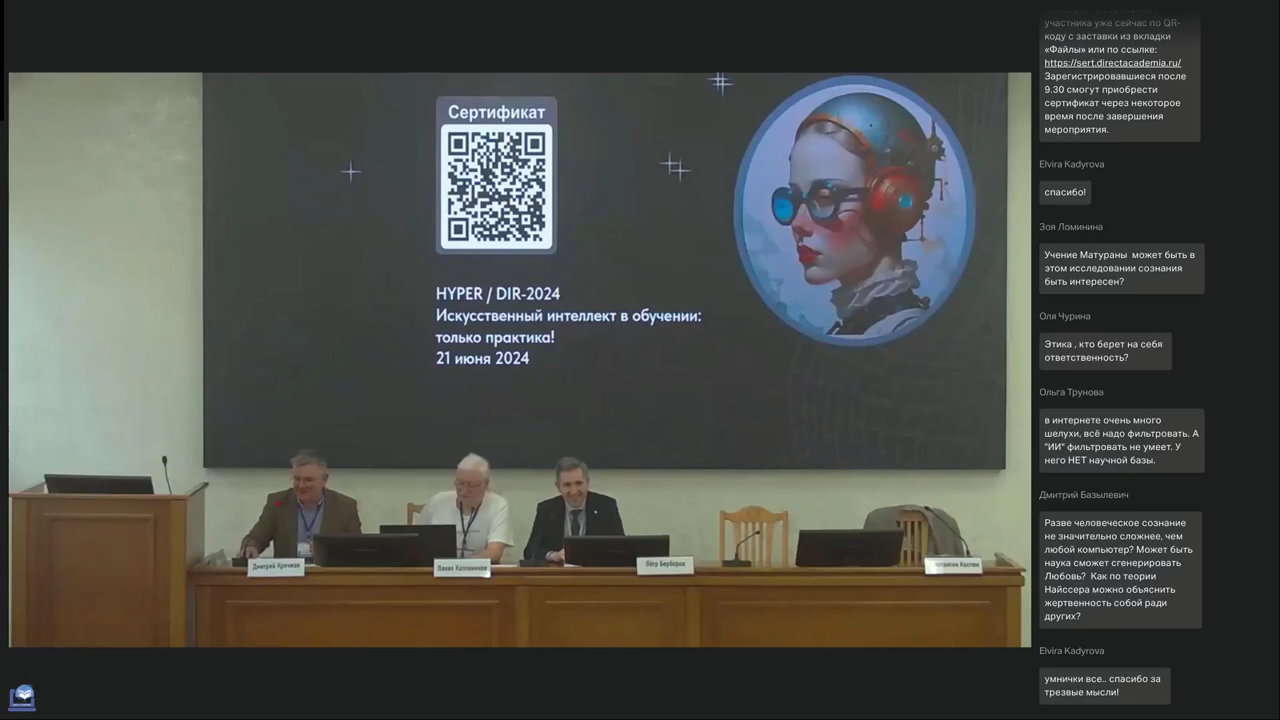 Сертификат
HYPER / DIR-2024
Искусственный интеллект в обучении:
только практика!
21 июня 2024
Дмитрий Крочман
Павел Калпинский
Пётр Берберов
Костюк
участника уже сейчас по QR-
коду с заставки из вкладки
«Файлы» или по ссылке:
https://sert.directacademia.ru/
Зарегистрировавшиеся после
9.30 смогут приобрести
сертификат через некоторое
время после завершения
мероприятия.
Elvira Kadyrova
спасибо!
Зоя Ломинина
Учение Матураны может быть в
этом исследовании сознания
быть интересен?
Оля Чурина
Этика , кто берет на себя
ответственность?
Ольга Трунова
в интернете очень много
шелухи, всё надо фильтровать. А
"ИИ" фильтровать не умеет. У
него НЕТ научной базы.
Дмитрий Базылевич
Разве человеческое сознание
не значительно сложнее, чем
любой компьютер? Может быть
наука сможет сгенерировать
Любовь? Как по теории
Найссера можно объяснить
жертвенность собой ради
других?
Elvira Kadyrova
умнички все.. спасибо за
трезвые мысли!